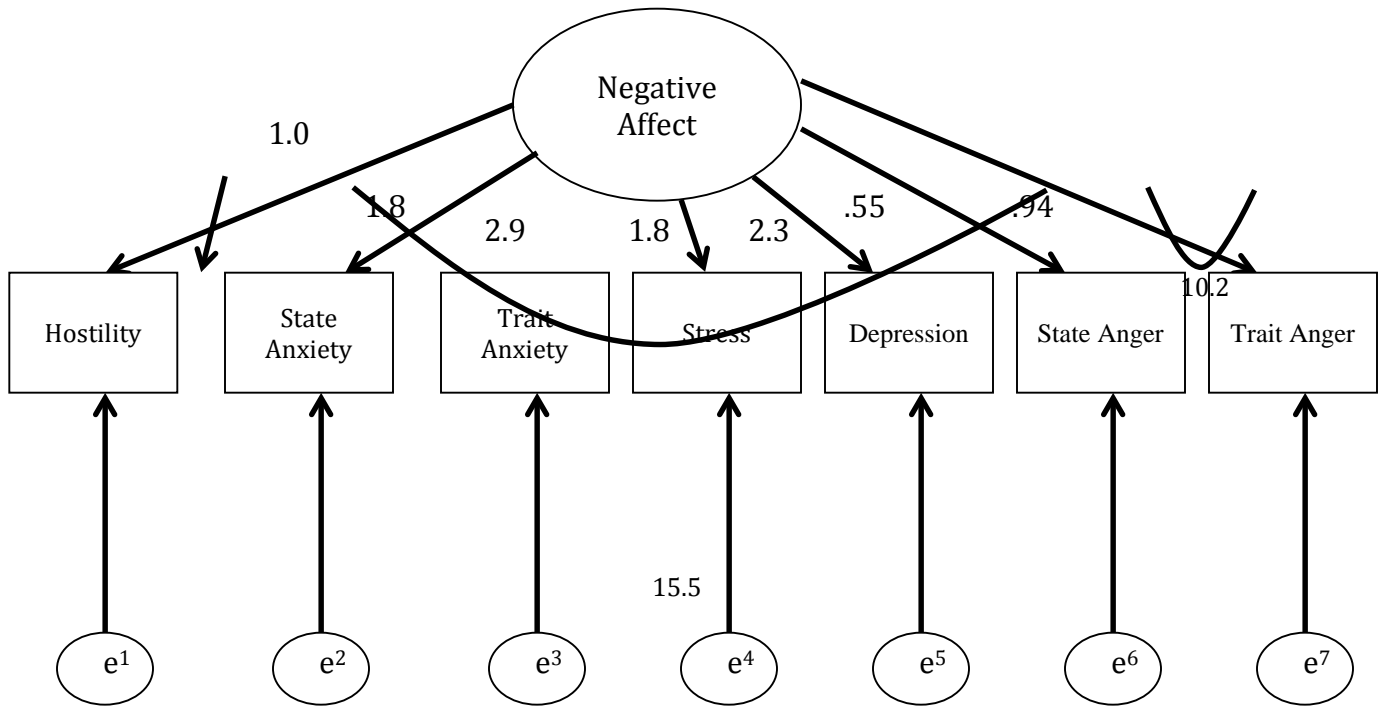 Negative
Affect
1.0
1.8
2.9
1.8
2.3
.55
.94
10.2
Hostility
State
Anxiety
Trait
Anxiety
Stress
Depression
State Anger
Trait Anger
15.5
e1
e2
e3
e4
e5
e6
e7